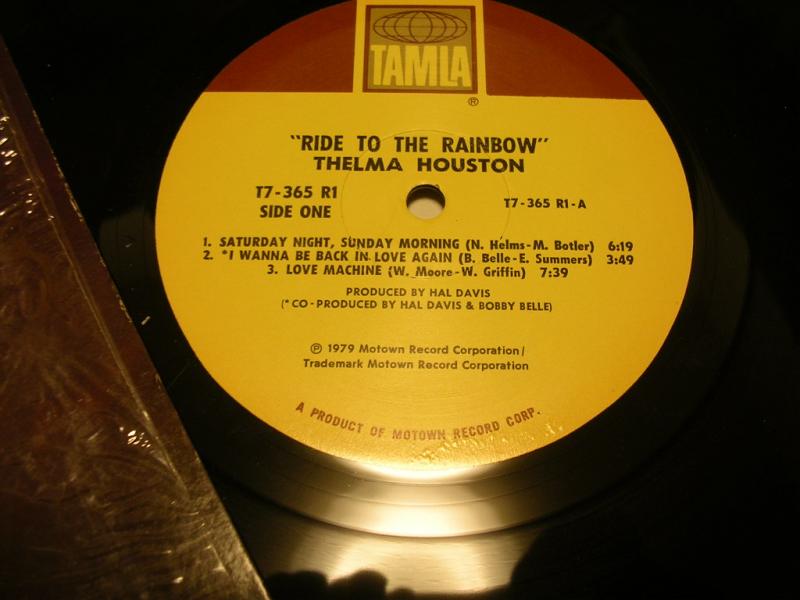 TAMLA
®
"RIDE TO THE RAINBOW"
THELMA HOUSTON
T7-365 R1
SIDE ONE
T7-365 R1-A
1. SATURDAY NIGHT, SUNDAY MORNING (N. Helms-M. Botler) 6:19
2. *I WANNA BE BACK IN LOVE AGAIN (B. Belle-E. Summers) 3:49
3. LOVE MACHINE (W. Moore-W. Griffin) 7:39
PRODUCED BY HAL DAVIS
(*CO-PRODUCED BY HAL DAVIS & BOBBY BELLE)
℗ 1979 Motown Record Corporation/
Trademark Motown Record Corporation
A PRODUCT OF MOTOWN RECORD CORP.